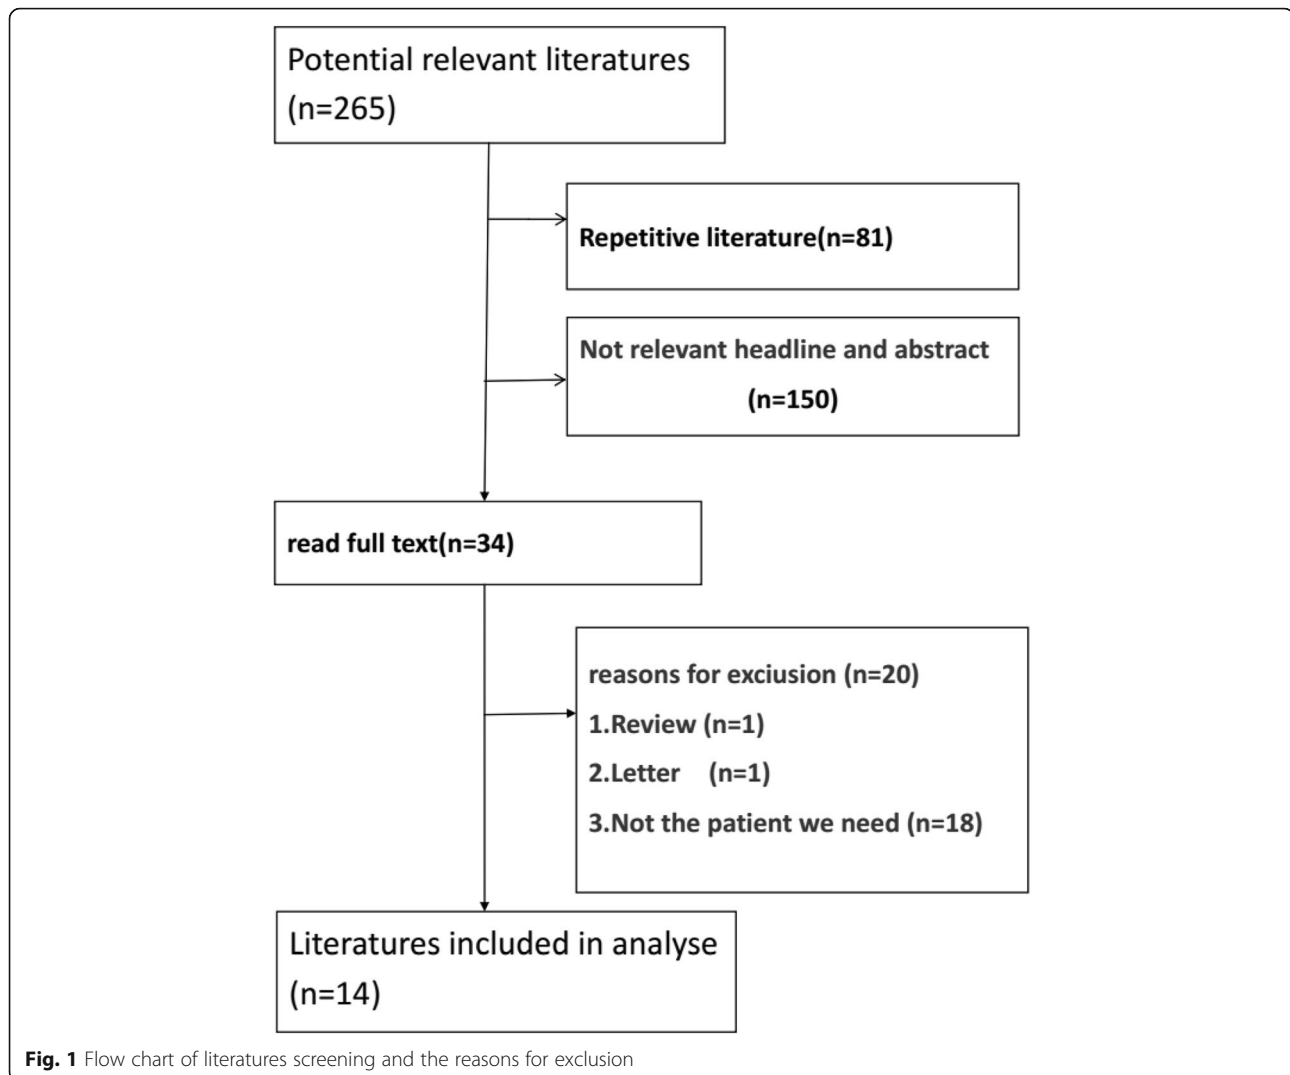 Potential relevant literatures
(n=265)
Repetitive literature(n=81)
Not relevant headline and abstract
(n=150)
read full text(n=34)
reasons for exciusion (n=20)
1.Review (n=1)
2.Letter (n=1)
3.Not the patient we need (n=18)
Literatures included in analyse
(n=14)
Fig. 1 Flow chart of literatures screening and the reasons for exclusion